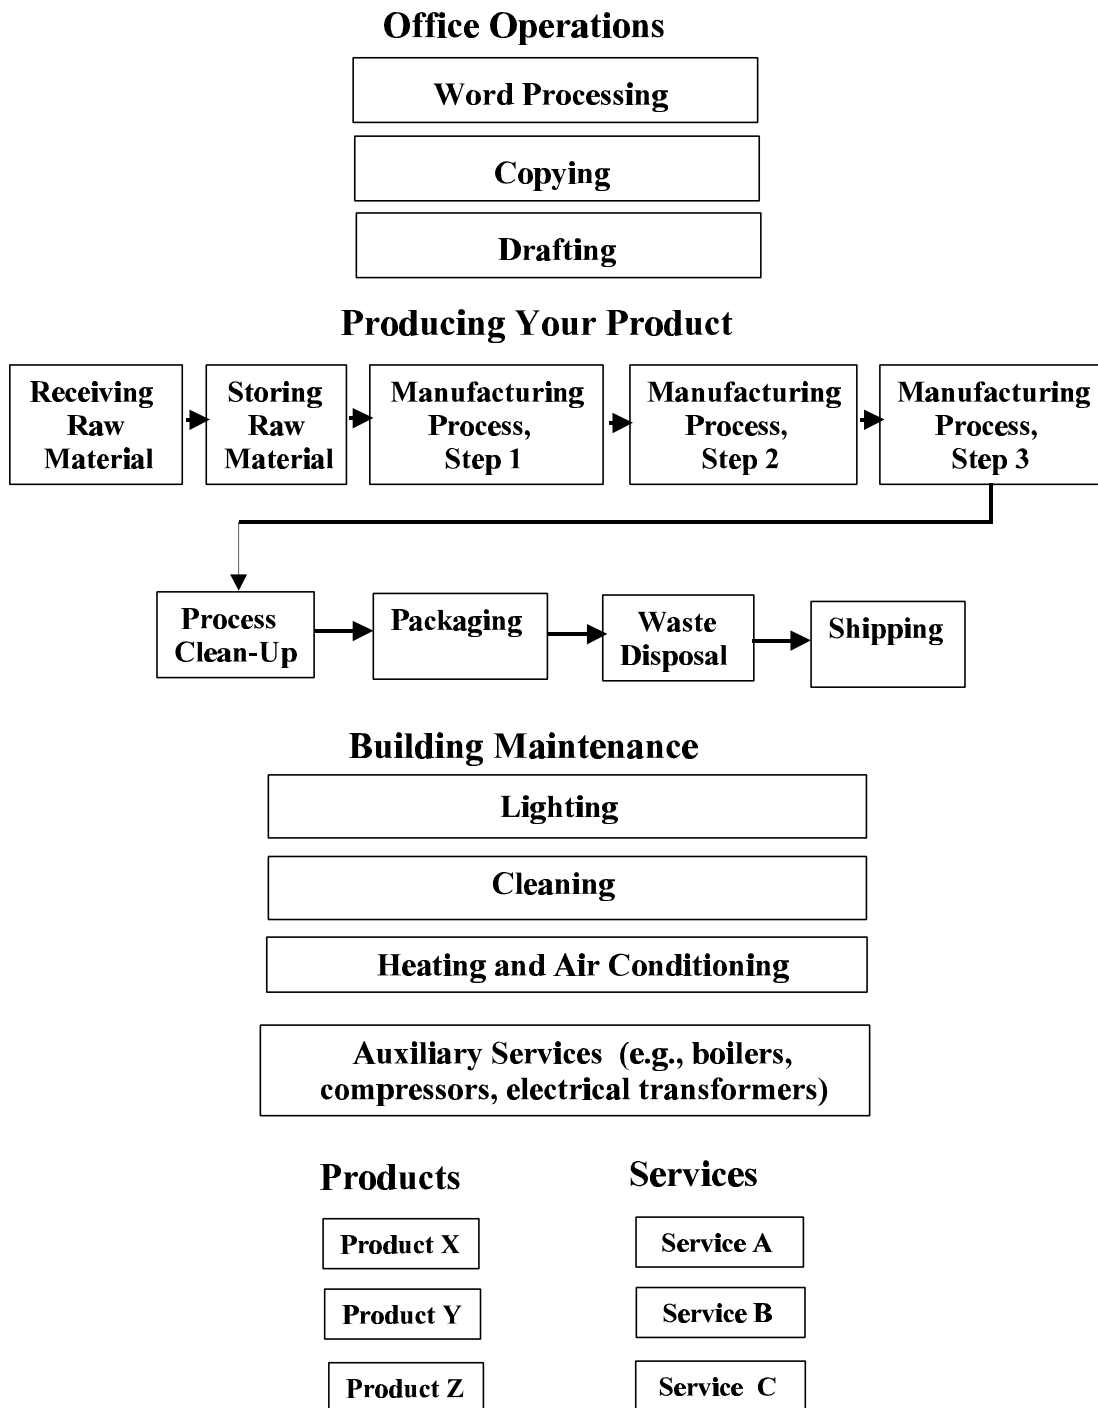 Office Operations
Word Processing
Copying
Drafting
Producing Your Product
Receiving
Raw
Material
Storing
Raw
Material
Manufacturing
Process,
Step 1
Manufacturing
Process,
Step 2
Manufacturing
Process,
Step 3
Process
Clean-Up
Packaging
Waste
Disposal
Shipping
Building Maintenance
Lighting
Cleaning
Heating and Air Conditioning
Auxiliary Services (e.g., boilers,
compressors, electrical transformers)
Products
Product X
Product Y
Product Z
Services
Service A
Service B
Service C